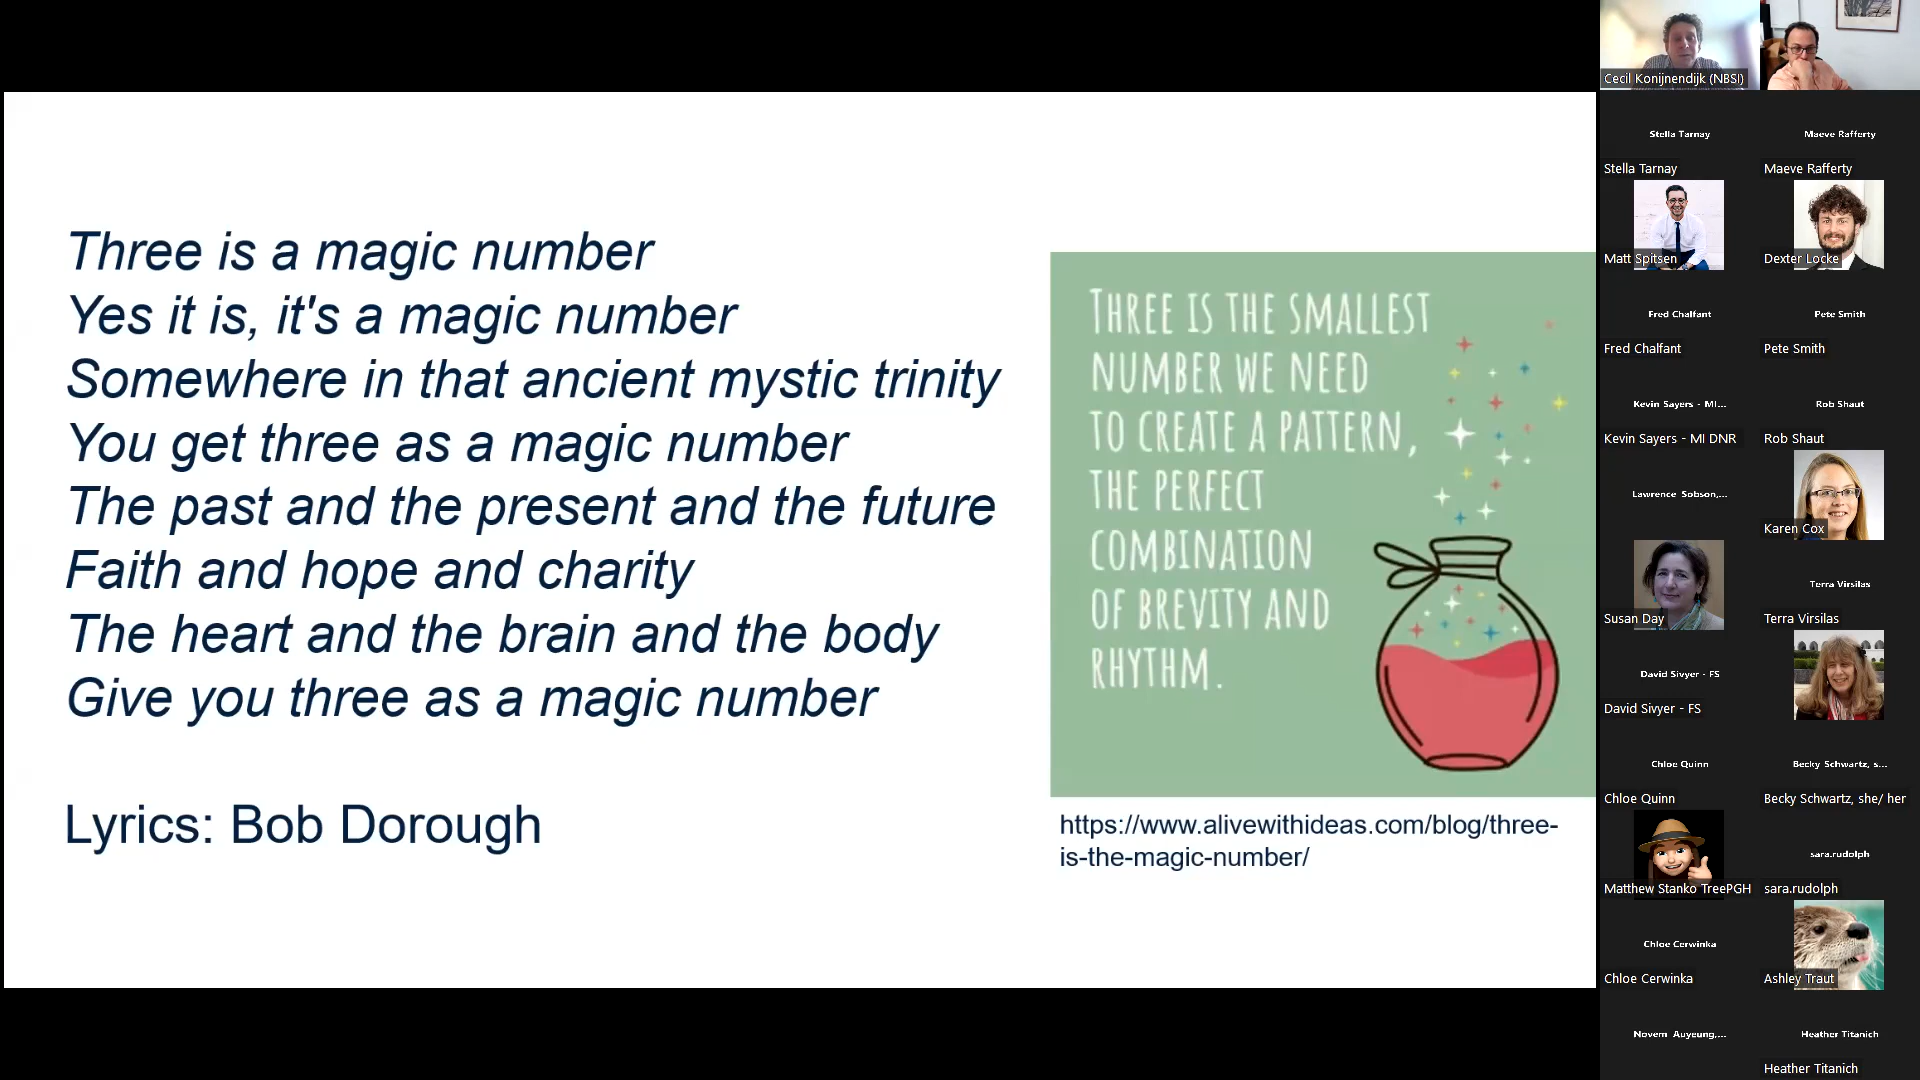 Three is a magic number
Yes it is, it's a magic number
Somewhere in that ancient mystic trinity
You get three as a magic number
The past and the present and the future
Faith and hope and charity
The heart and the brain and the body
Give you three as a magic number
Lyrics: Bob Dorough
THREE IS THE SMALLEST
NUMBER WE NEED
TO CREATE A PATTERN,
THE PERFECT
COMBINATION
OF BREVITY AND
RHYTHM.
https://www.alivewithideas.com/blog/three-
is-the-magic-number/
Cecil Konijnendijk (NBSI)
Stella Tarnay
Maeve Rafferty
Stella Tarnay
Maeve Rafferty
Matt Spitsen
Dexter Locke
Fred Chalfant
Pete Smith
Fred Chalfant
Pete Smith
Kevin Sayers - MI...
Rob Shaut
Kevin Sayers - MI DNR
Rob Shaut
Lawrence Sobson,...
Karen Cox
Terra Virsilas
Susan Day
Terra Virsilas
David Sivyer - FS
David Sivyer - FS
Chloe Quinn
Becky Schwartz, s...
Chloe Quinn
Becky Schwartz, she/ her
sara.rudolph
Matthew Stanko TreePGH
sara.rudolph
Chloe Cerwinka
Chloe Cerwinka
Ashley Traut
Novem Auyeung,...
Heather Titanich
Heather Titanich